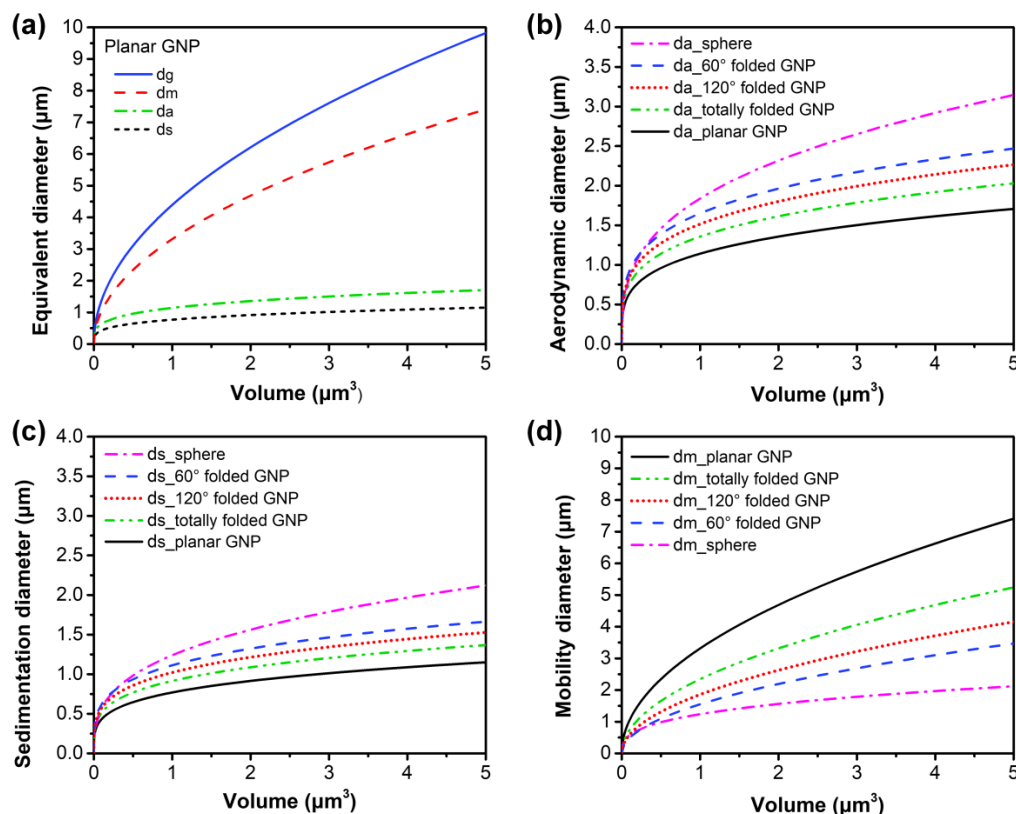 (a)
Planar GNP
dg
dm
da
ds
Equivalent diameter (µm)
10
9
8
7
6
5
4
3
2
1
0
0 1 2 3 4 5
Volume (µm³)
(b)
da_sphere
da_60° folded GNP
da_120° folded GNP
da_totally folded GNP
da_planar GNP
Aerodynamic diameter (µm)
4.0
3.5
3.0
2.5
2.0
1.5
1.0
0.5
0.0
0 1 2 3 4 5
Volume (µm³)
(c)
ds_sphere
ds_60° folded GNP
ds_120° folded GNP
ds_totally folded GNP
ds_planar GNP
Sedimentation diameter (µm)
4.0
3.5
3.0
2.5
2.0
1.5
1.0
0.5
0.0
0 1 2 3 4 5
Volume (µm³)
(d)
dm_planar GNP
dm_totally folded GNP
dm_120° folded GNP
dm_60° folded GNP
dm_sphere
Mobility diameter (µm)
10
9
8
7
6
5
4
3
2
1
0
0 1 2 3 4 5
Volume (µm³)